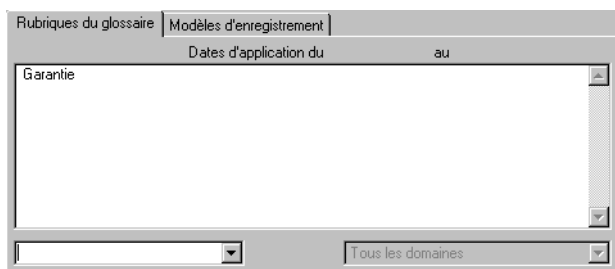 Rubriques du glossaire Modèles d'enregistrement
Dates d'application du au
Garantie
Tous les domaines